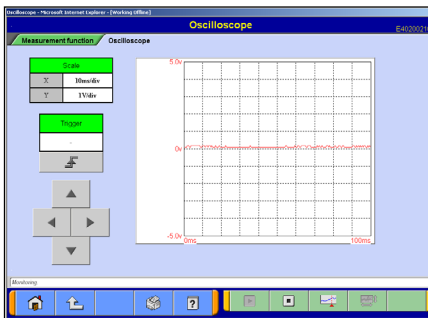 Oscilloscope - Microsoft Internet Explorer - [Working Offline]
Oscilloscope
E4020021
Measurement function
Oscilloscope
Scale
X 10ms/div
Y 1V/div
Trigger
-
5.0v
0v
-5.0v
0ms
100ms
Monitoring
?